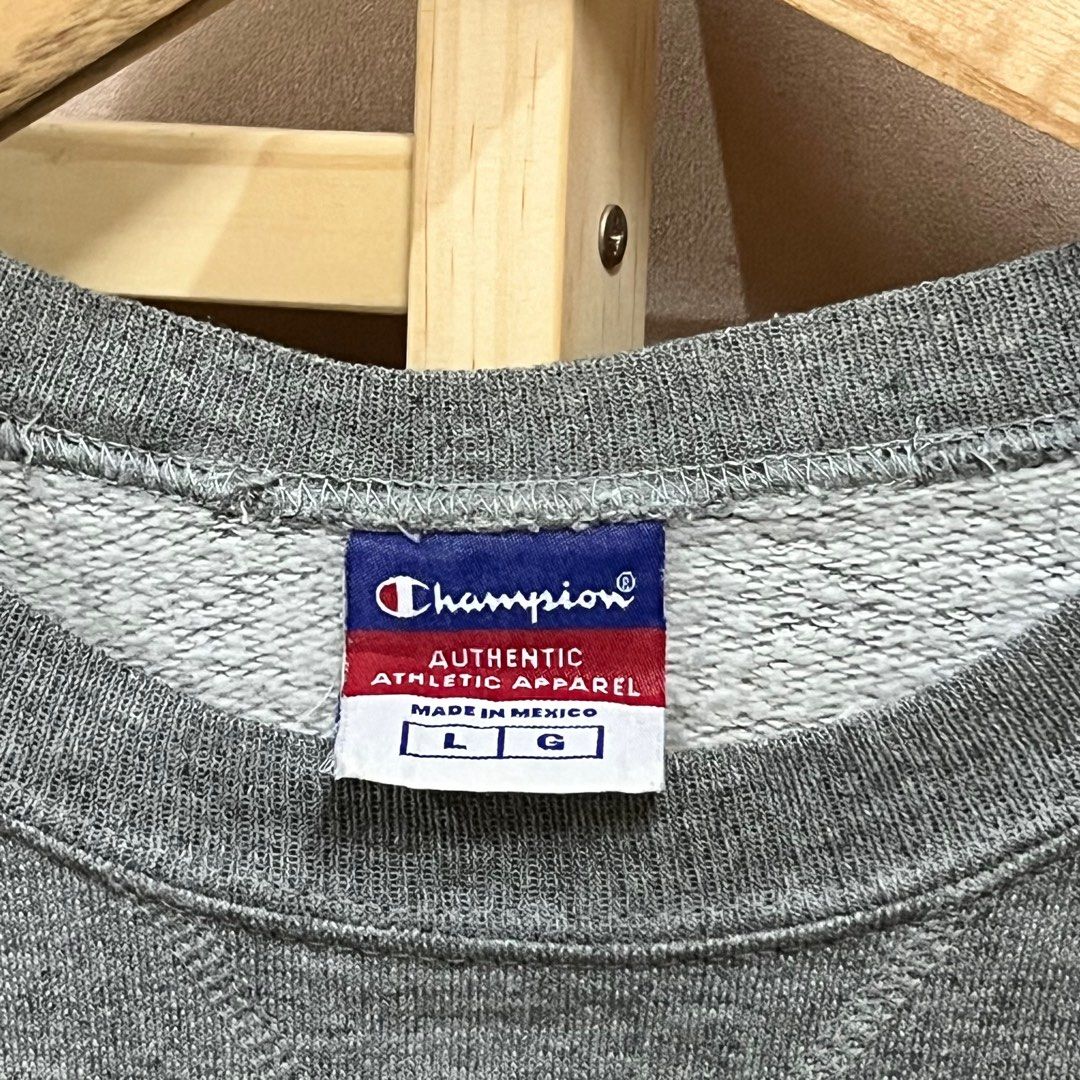 Champion®
AUTHENTIC
ATHLETIC APPAREL
MADE IN MEXICO
L G